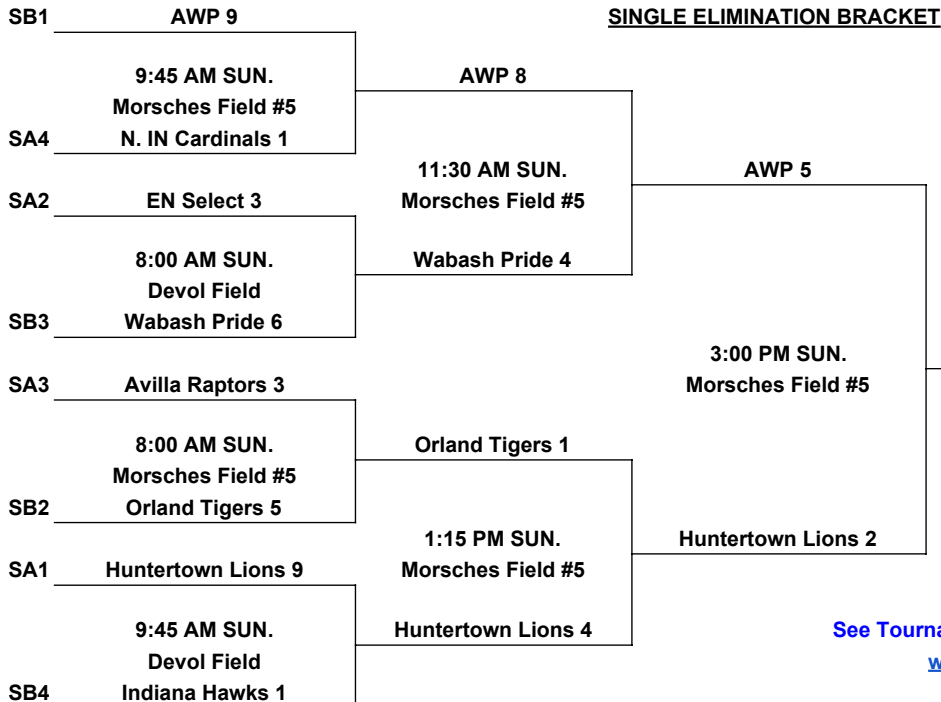 SB1 AWP 9 SINGLE ELIMINATION BRACKET
9:45 AM SUN. AWP 8
Morsches Field #5
SA4 N. IN Cardinals 1
11:30 AM SUN. AWP 5
SA2 EN Select 3 Morsches Field #5
8:00 AM SUN. Wabash Pride 4
Devol Field
SB3 Wabash Pride 6
3:00 PM SUN.
SA3 Avilla Raptors 3 Morsches Field #5
8:00 AM SUN. Orland Tigers 1
Morsches Field #5
SB2 Orland Tigers 5
1:15 PM SUN. Huntertown Lions 2
SA1 Huntertown Lions 9 Morsches Field #5
9:45 AM SUN. Huntertown Lions 4 See Tourna
Devol Field w
SB4 Indiana Hawks 1